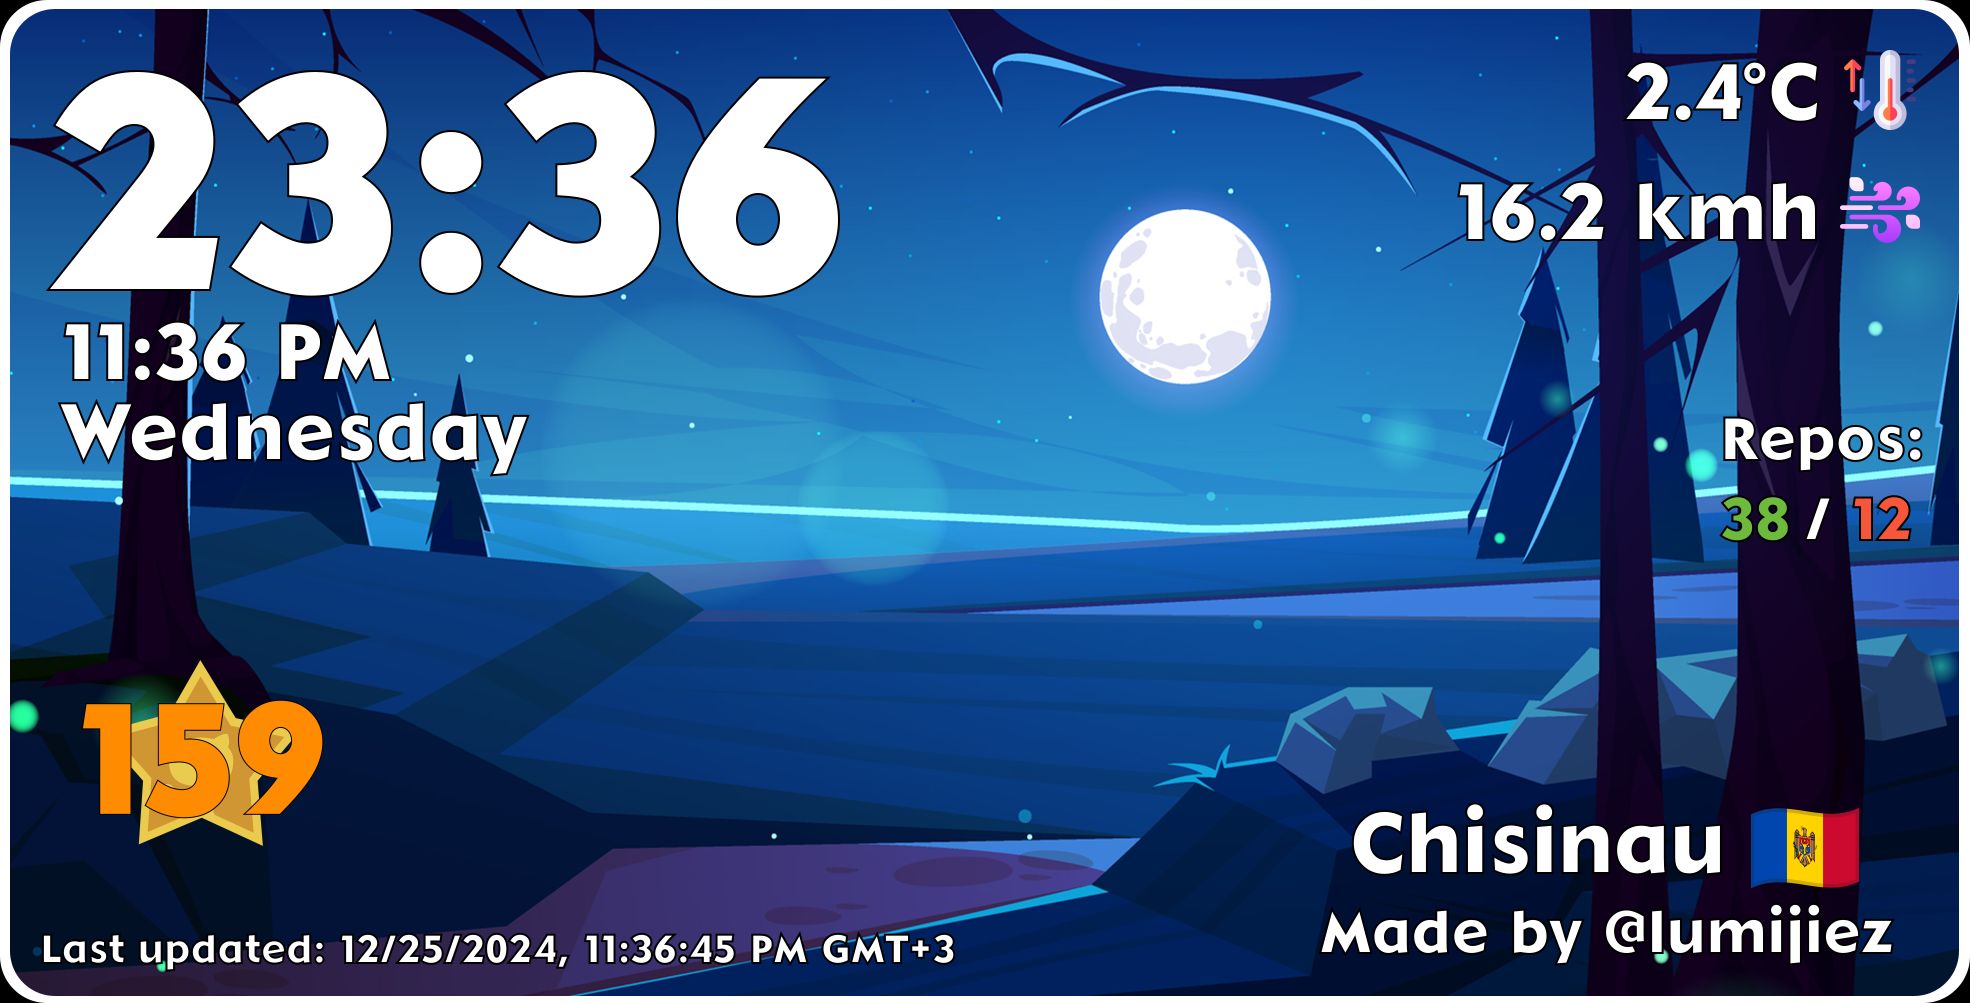 23:36
11:36 PM
Wednesday
2.4°C
16.2 kmh
Repos:
38 / 12
159
Chisinau
Made by @lumijiez
Last updated: 12/25/2024, 11:36:45 PM GMT+3